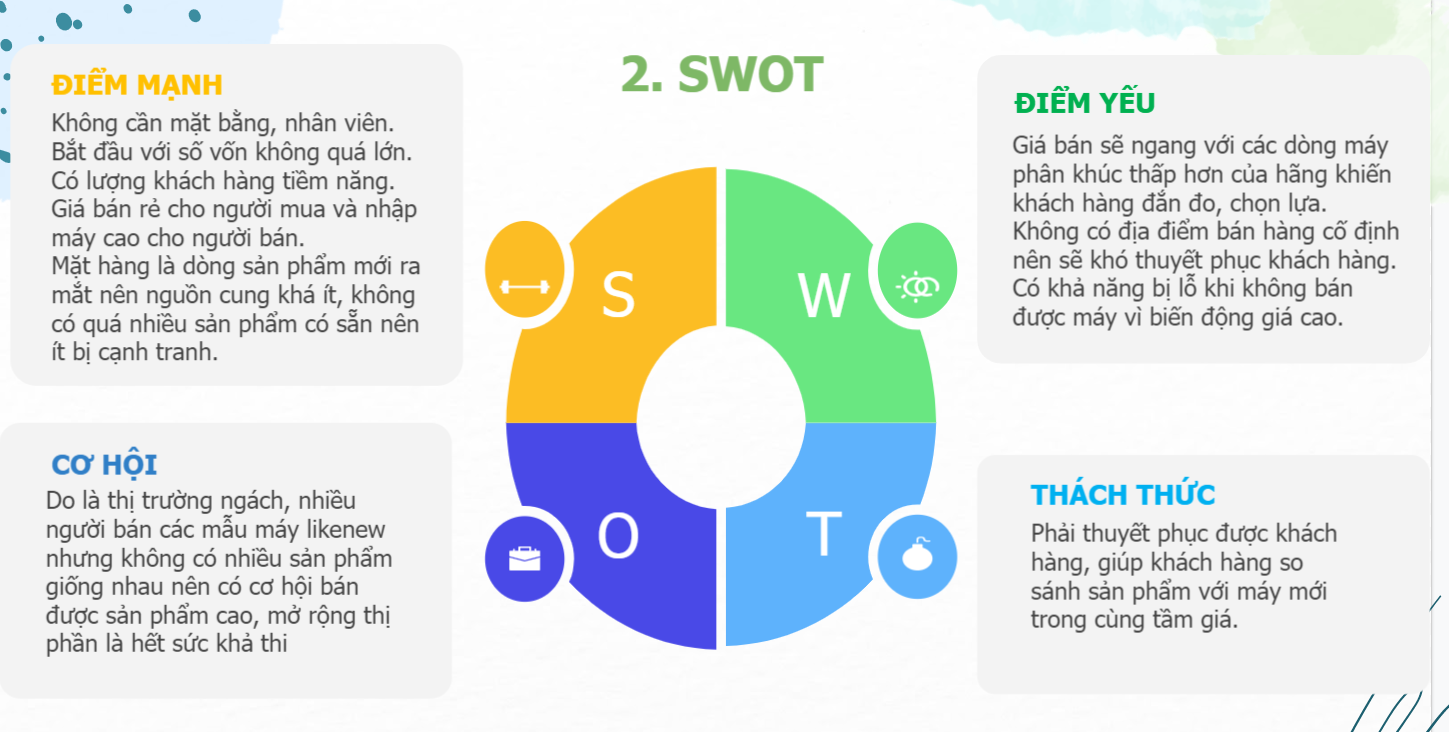 2. SWOT
ĐIỂM MẠNH
Không cần mặt bằng, nhân viên.
Bắt đầu với số vốn không quá lớn.
Có lượng khách hàng tiềm năng.
Giá bán rẻ cho người mua và nhập
máy cao cho người bán.
Mặt hàng là dòng sản phẩm mới ra
mắt nên nguồn cung khá ít, không
có quá nhiều sản phẩm có sẵn nên
ít bị cạnh tranh.
ĐIỂM YẾU
Giá bán sẽ ngang với các dòng máy
phân khúc thấp hơn của hãng khiến
khách hàng đắn đo, chọn lựa.
Không có địa điểm bán hàng cố định
nên sẽ khó thuyết phục khách hàng.
Có khả năng bị lỗ khi không bán
được máy vì biến động giá cao.
S
W
O
T
CƠ HỘI
Do là thị trường ngách, nhiều
người bán các mẫu máy likenew
nhưng không có nhiều sản phẩm
giống nhau nên có cơ hội bán
được sản phẩm cao, mở rộng thị
phần là hết sức khả thi
THÁCH THỨC
Phải thuyết phục được khách
hàng, giúp khách hàng so
sánh sản phẩm với máy mới
trong cùng tầm giá.